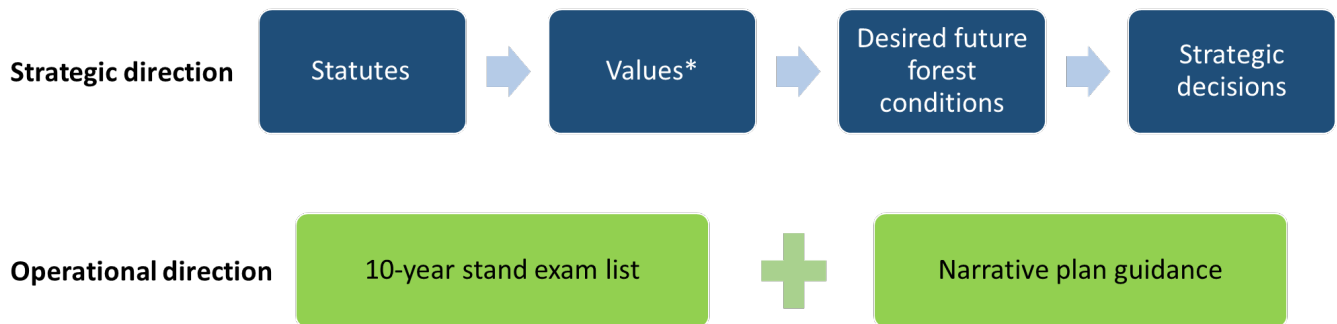 Strategic direction
Statutes
Values*
Desired future
forest
conditions
Strategic
decisions
Operational direction
10-year stand exam list
Narrative plan guidance